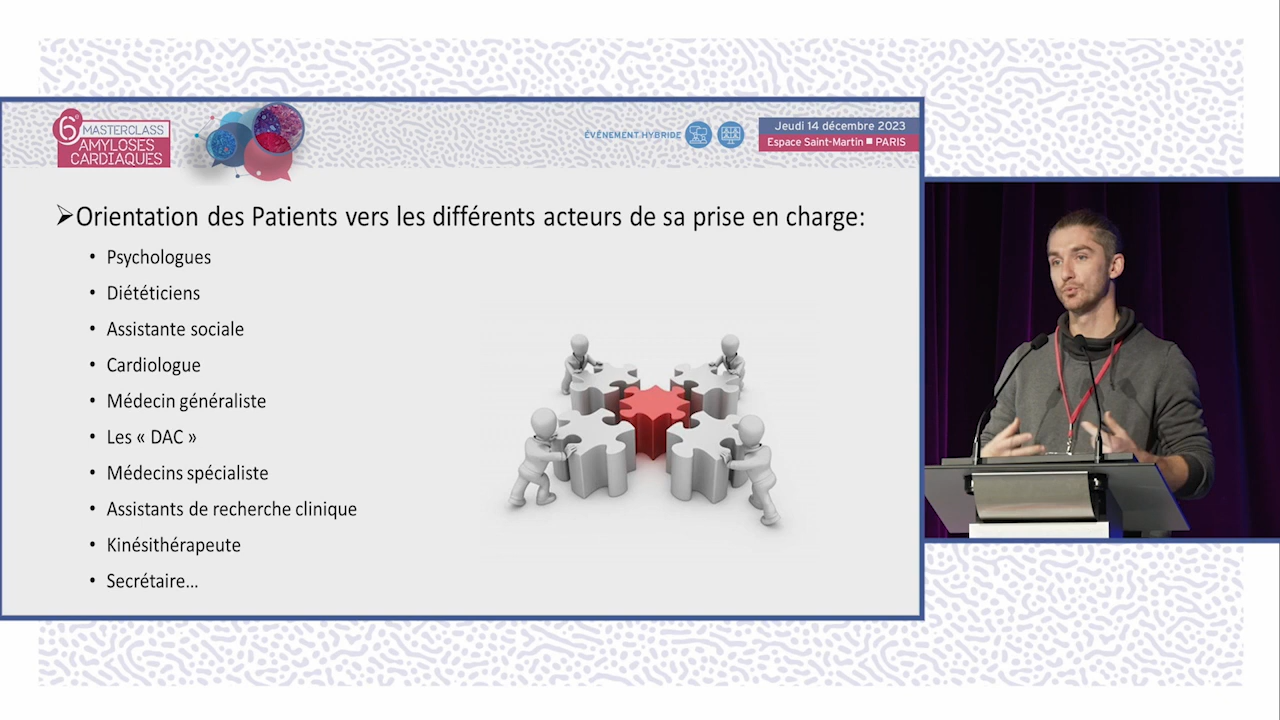 6e MASTERCLASS
AMYLOSES
CARDIAQUES
ÉVÉNEMENT HYBRIDE
Jeudi 14 décembre 2023
Espace Saint-Martin ■ PARIS
➢Orientation des Patients vers les différents acteurs de sa prise en charge:
• Psychologues
• Diététiciens
• Assistante sociale
• Cardiologue
• Médecin généraliste
• Les « DAC »
• Médecins spécialiste
• Assistants de recherche clinique
• Kinésithérapeute
• Secrétaire...